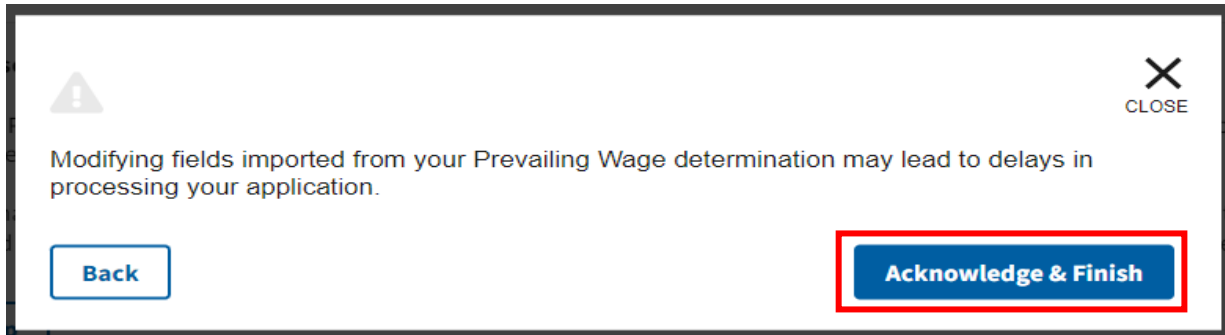 CLOSE
Modifying fields imported from your Prevailing Wage determination may lead to delays in
processing your application.
Back
Acknowledge & Finish